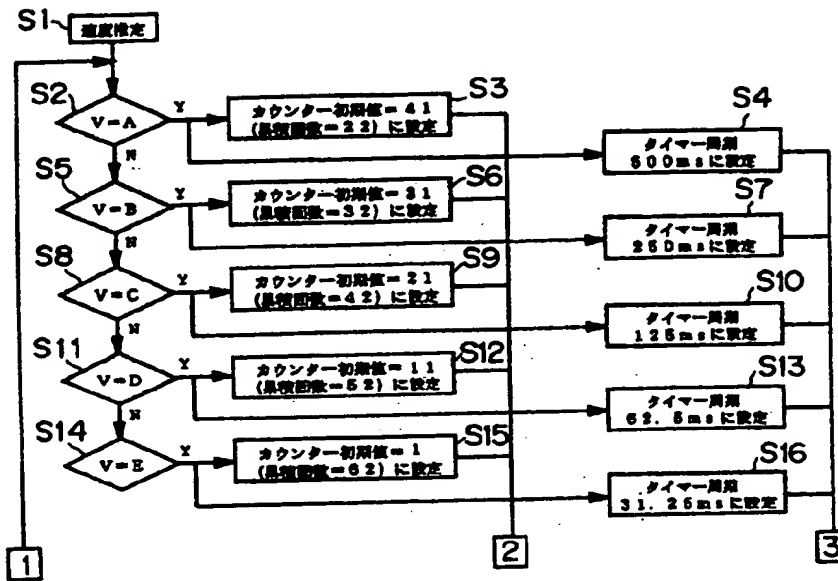 S1
速度推定
S2
V=A
Y
N
S3
カウンター初期値=41
(累積回数=22)に設定
S4
タイマー周期
500msに設定
S5
V=B
Y
N
S6
カウンター初期値=31
(累積回数=32)に設定
S7
タイマー周期
250msに設定
S8
V=C
Y
N
S9
カウンター初期値=21
(累積回数=42)に設定
S10
タイマー周期
125msに設定
S11
V=D
Y
N
S12
カウンター初期値=11
(累積回数=52)に設定
S13
タイマー周期
62.5msに設定
S14
V=E
Y
S15
カウンター初期値=1
(累積回数=62)に設定
S16
タイマー周期
31.25msに設定
1
2
3